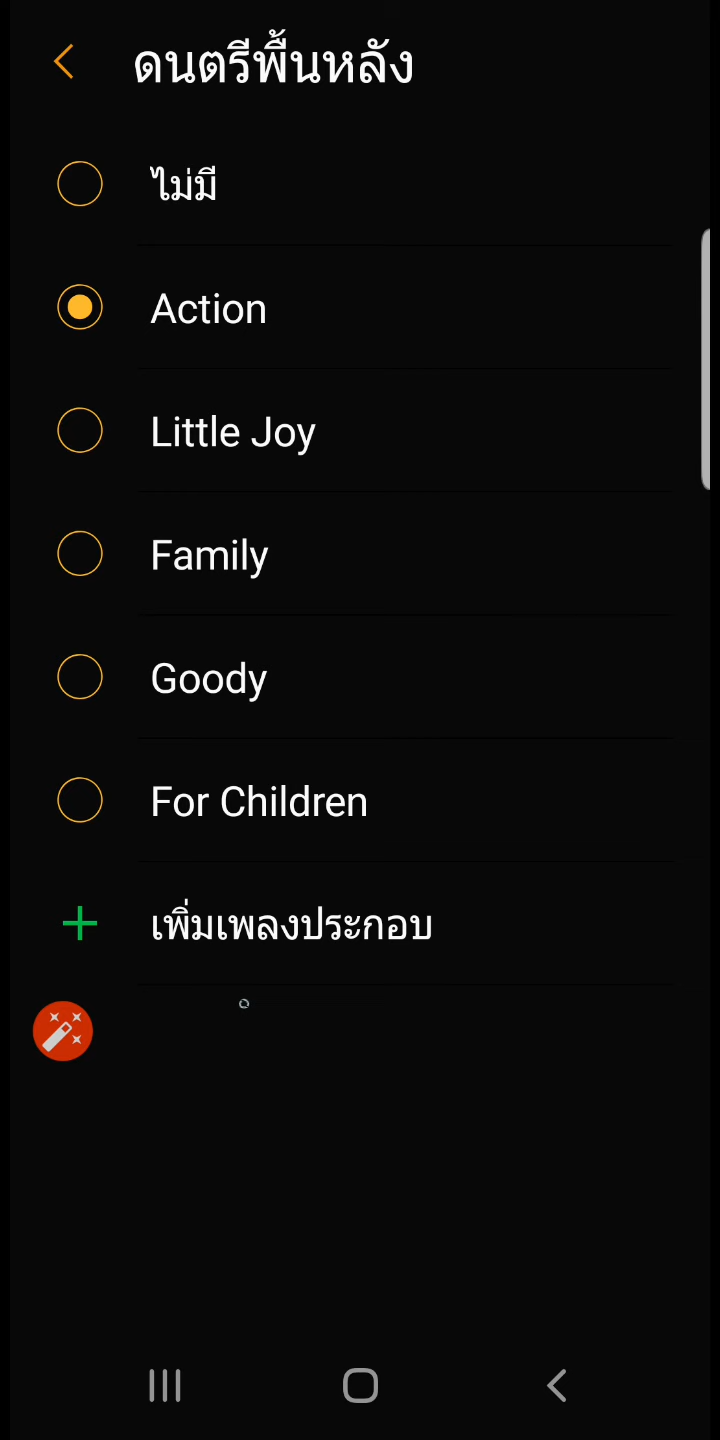 ดนตรีพื้นหลัง
ไม่มี
Action
Little Joy
Family
Goody
For Children
เพิ่มเพลงประกอบ